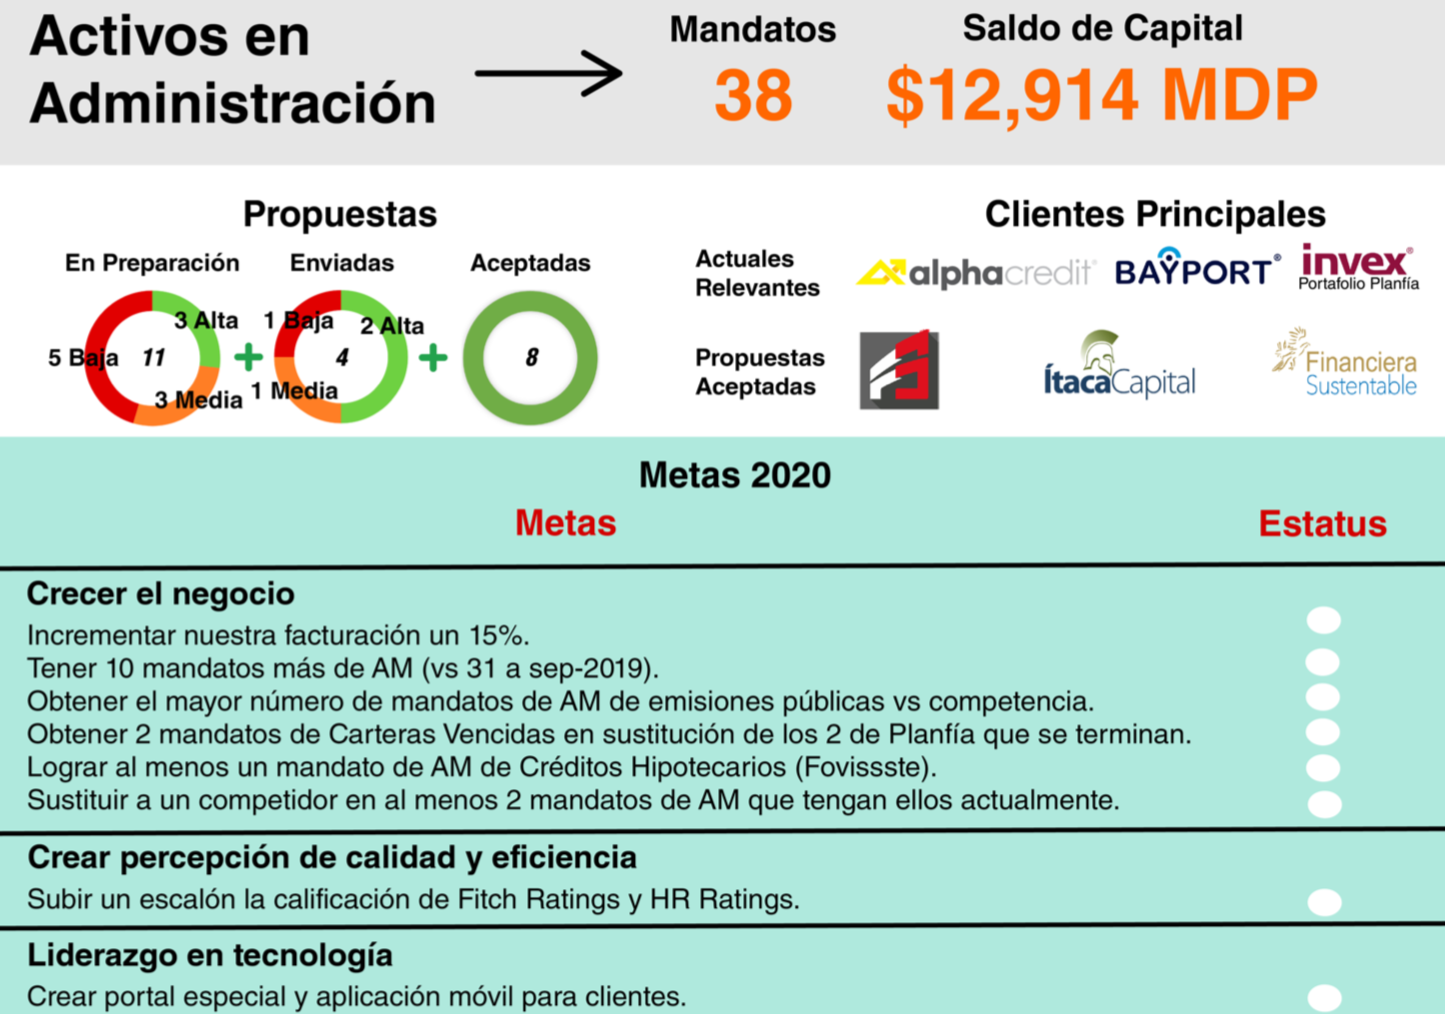 Activos en
Administración
Mandatos
38
Saldo de Capital
$12,914 MDP
Propuestas
En Preparación
Enviadas
Aceptadas
3 Alta
5 Baja
11
3 Media
1 Baja
2 Alta
4
1 Media
8
Clientes Principales
Actuales
Relevantes
alphacredit
BAYPORT
invex
Portafolio Planfía
Propuestas
Aceptadas
ÍtacaCapital
Financiera
Sustentable
Metas 2020
Metas
Estatus
Crecer el negocio
Incrementar nuestra facturación un 15%.
Tener 10 mandatos más de AM (vs 31 a sep-2019).
Obtener el mayor número de mandatos de AM de emisiones públicas vs competencia.
Obtener 2 mandatos de Carteras Vencidas en sustitución de los 2 de Planfía que se terminan.
Lograr al menos un mandato de AM de Créditos Hipotecarios (Fovissste).
Sustituir a un competidor en al menos 2 mandatos de AM que tengan ellos actualmente.
Crear percepción de calidad y eficiencia
Subir un escalón la calificación de Fitch Ratings y HR Ratings.
Liderazgo en tecnología
Crear portal especial y aplicación móvil para clientes.